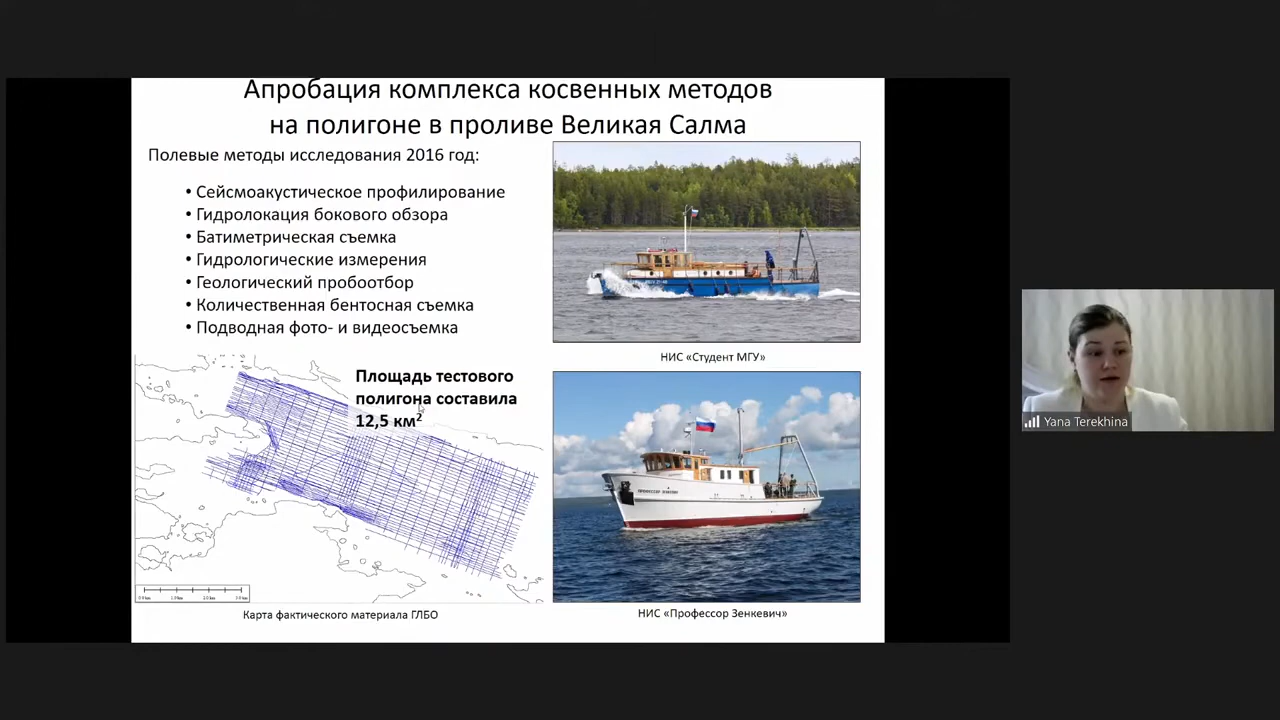 Апробация комплекса косвенных методов
на полигоне в проливе Великая Салма
Полевые методы исследования 2016 год:
• Сейсмоакустическое профилирование
• Гидролокация бокового обзора
• Батиметрическая съемка
• Гидрологические измерения
• Геологический пробоотбор
• Количественная бентосная съемка
• Подводная фото- и видеосъемка
НИС «Студент МГУ»
Площадь тестового
полигона составила
12,5 км²
Карта фактического материала ГЛБО
ПРОФЕССОР ЗЕНКЕВИЧ
НИС «Профессор Зенкевич»
Yana Terekhina